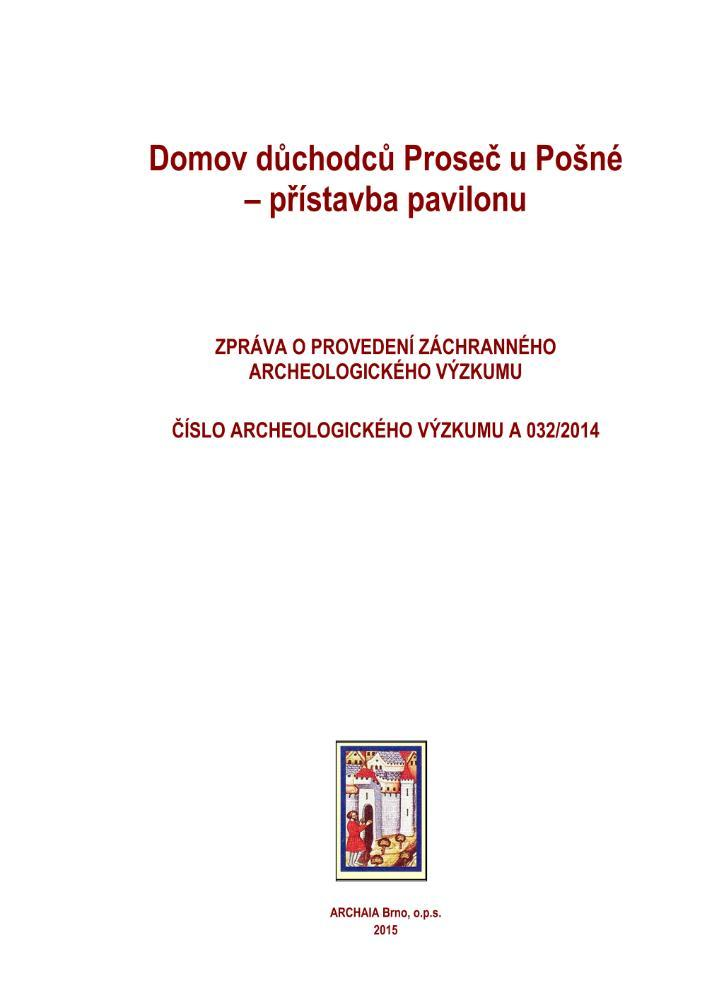 Domov důchodců Proseč u Pošné
– přístavba pavilonu
ZPRÁVA O PROVEDENÍ ZÁCHRANNÉHO
ARCHEOLOGICKÉHO VÝZKUMU
ČÍSLO ARCHEOLOGICKÉHO VÝZKUMU A 032/2014
ARCHAIA Brno, o.p.s.
2015